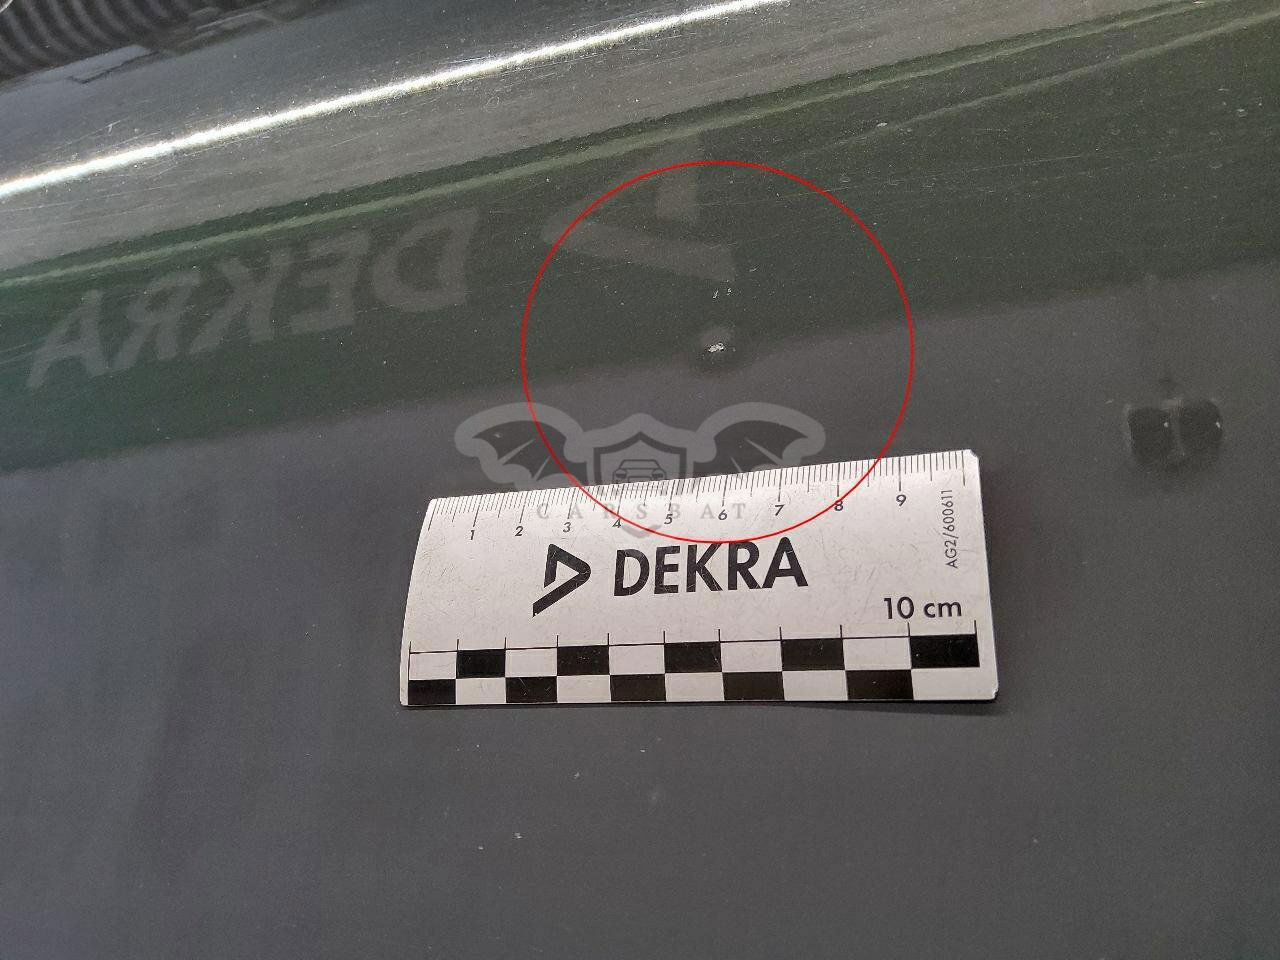 DEKRA
CARSBAT
1 2 3 4 5 6 7 8 9
AG2/600611
DEKRA
10 cm